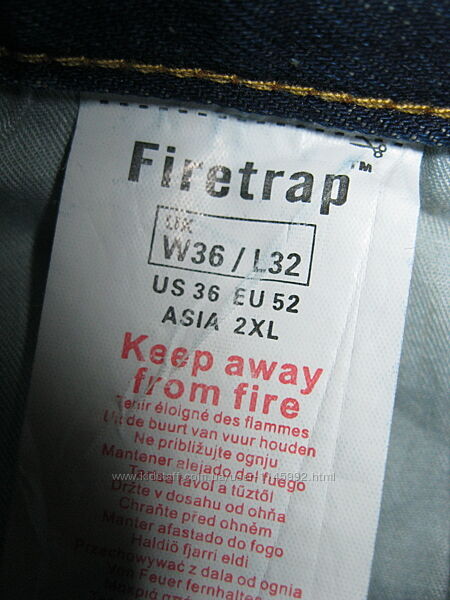 Firetrap™
UK
W36 / L32
US 36 EU 52
ASIA 2XL
Keep away
from fire
Tenir éloigné des flammes
Uit de buurt van vuur houden
Ne približujte ognju
Mantener alejado del fuego
távol a tűztől
Držte v dosahu od ohňa
Chraňte před ohněm
Manter afastado do fogo
Haldið fjarri eldi
Przechowywać z dala od ognia
Von Feuer fernhalten
Μακριά